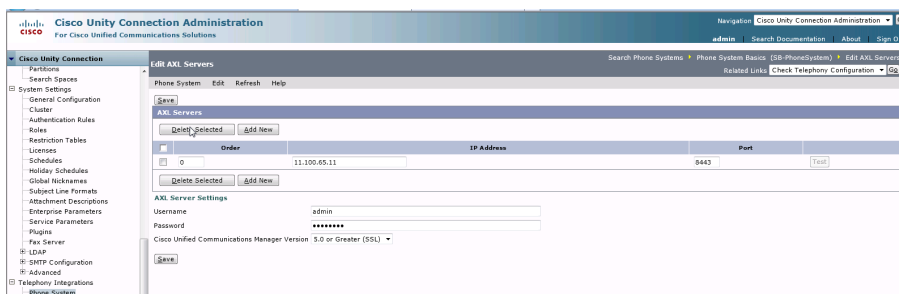 Cisco Unity Connection Administration
CISCO For Cisco Unified Communications Solutions
Navigation Cisco Unity Connection Administration
admin Search Documentation About Sign O
Cisco Unity Connection
Partitions
Search Spaces
System Settings
General Configuration
Cluster
Authentication Rules
Roles
Restriction Tables
Licenses
Schedules
Holiday Schedules
Global Nicknames
Subject Line Formats
Attachment Descriptions
Enterprise Parameters
Service Parameters
Plugins
Fax Server
LDAP
SMTP Configuration
Advanced
Telephony Integrations
Phone System
Edit AXL Servers
Search Phone Systems Phone System Basics (SB-PhoneSystem) Edit AXL Servers
Related Links Check Telephony Configuration Go
Phone System Edit Refresh Help
Save
AXL Servers
Delete Selected Add New
Order IP Address Port
0 11.100.65.11 8443 Test
Delete Selected Add New
AXL Server Settings
Username admin
Password ••••••••
Cisco Unified Communications Manager Version 5.0 or Greater (SSL)
Save